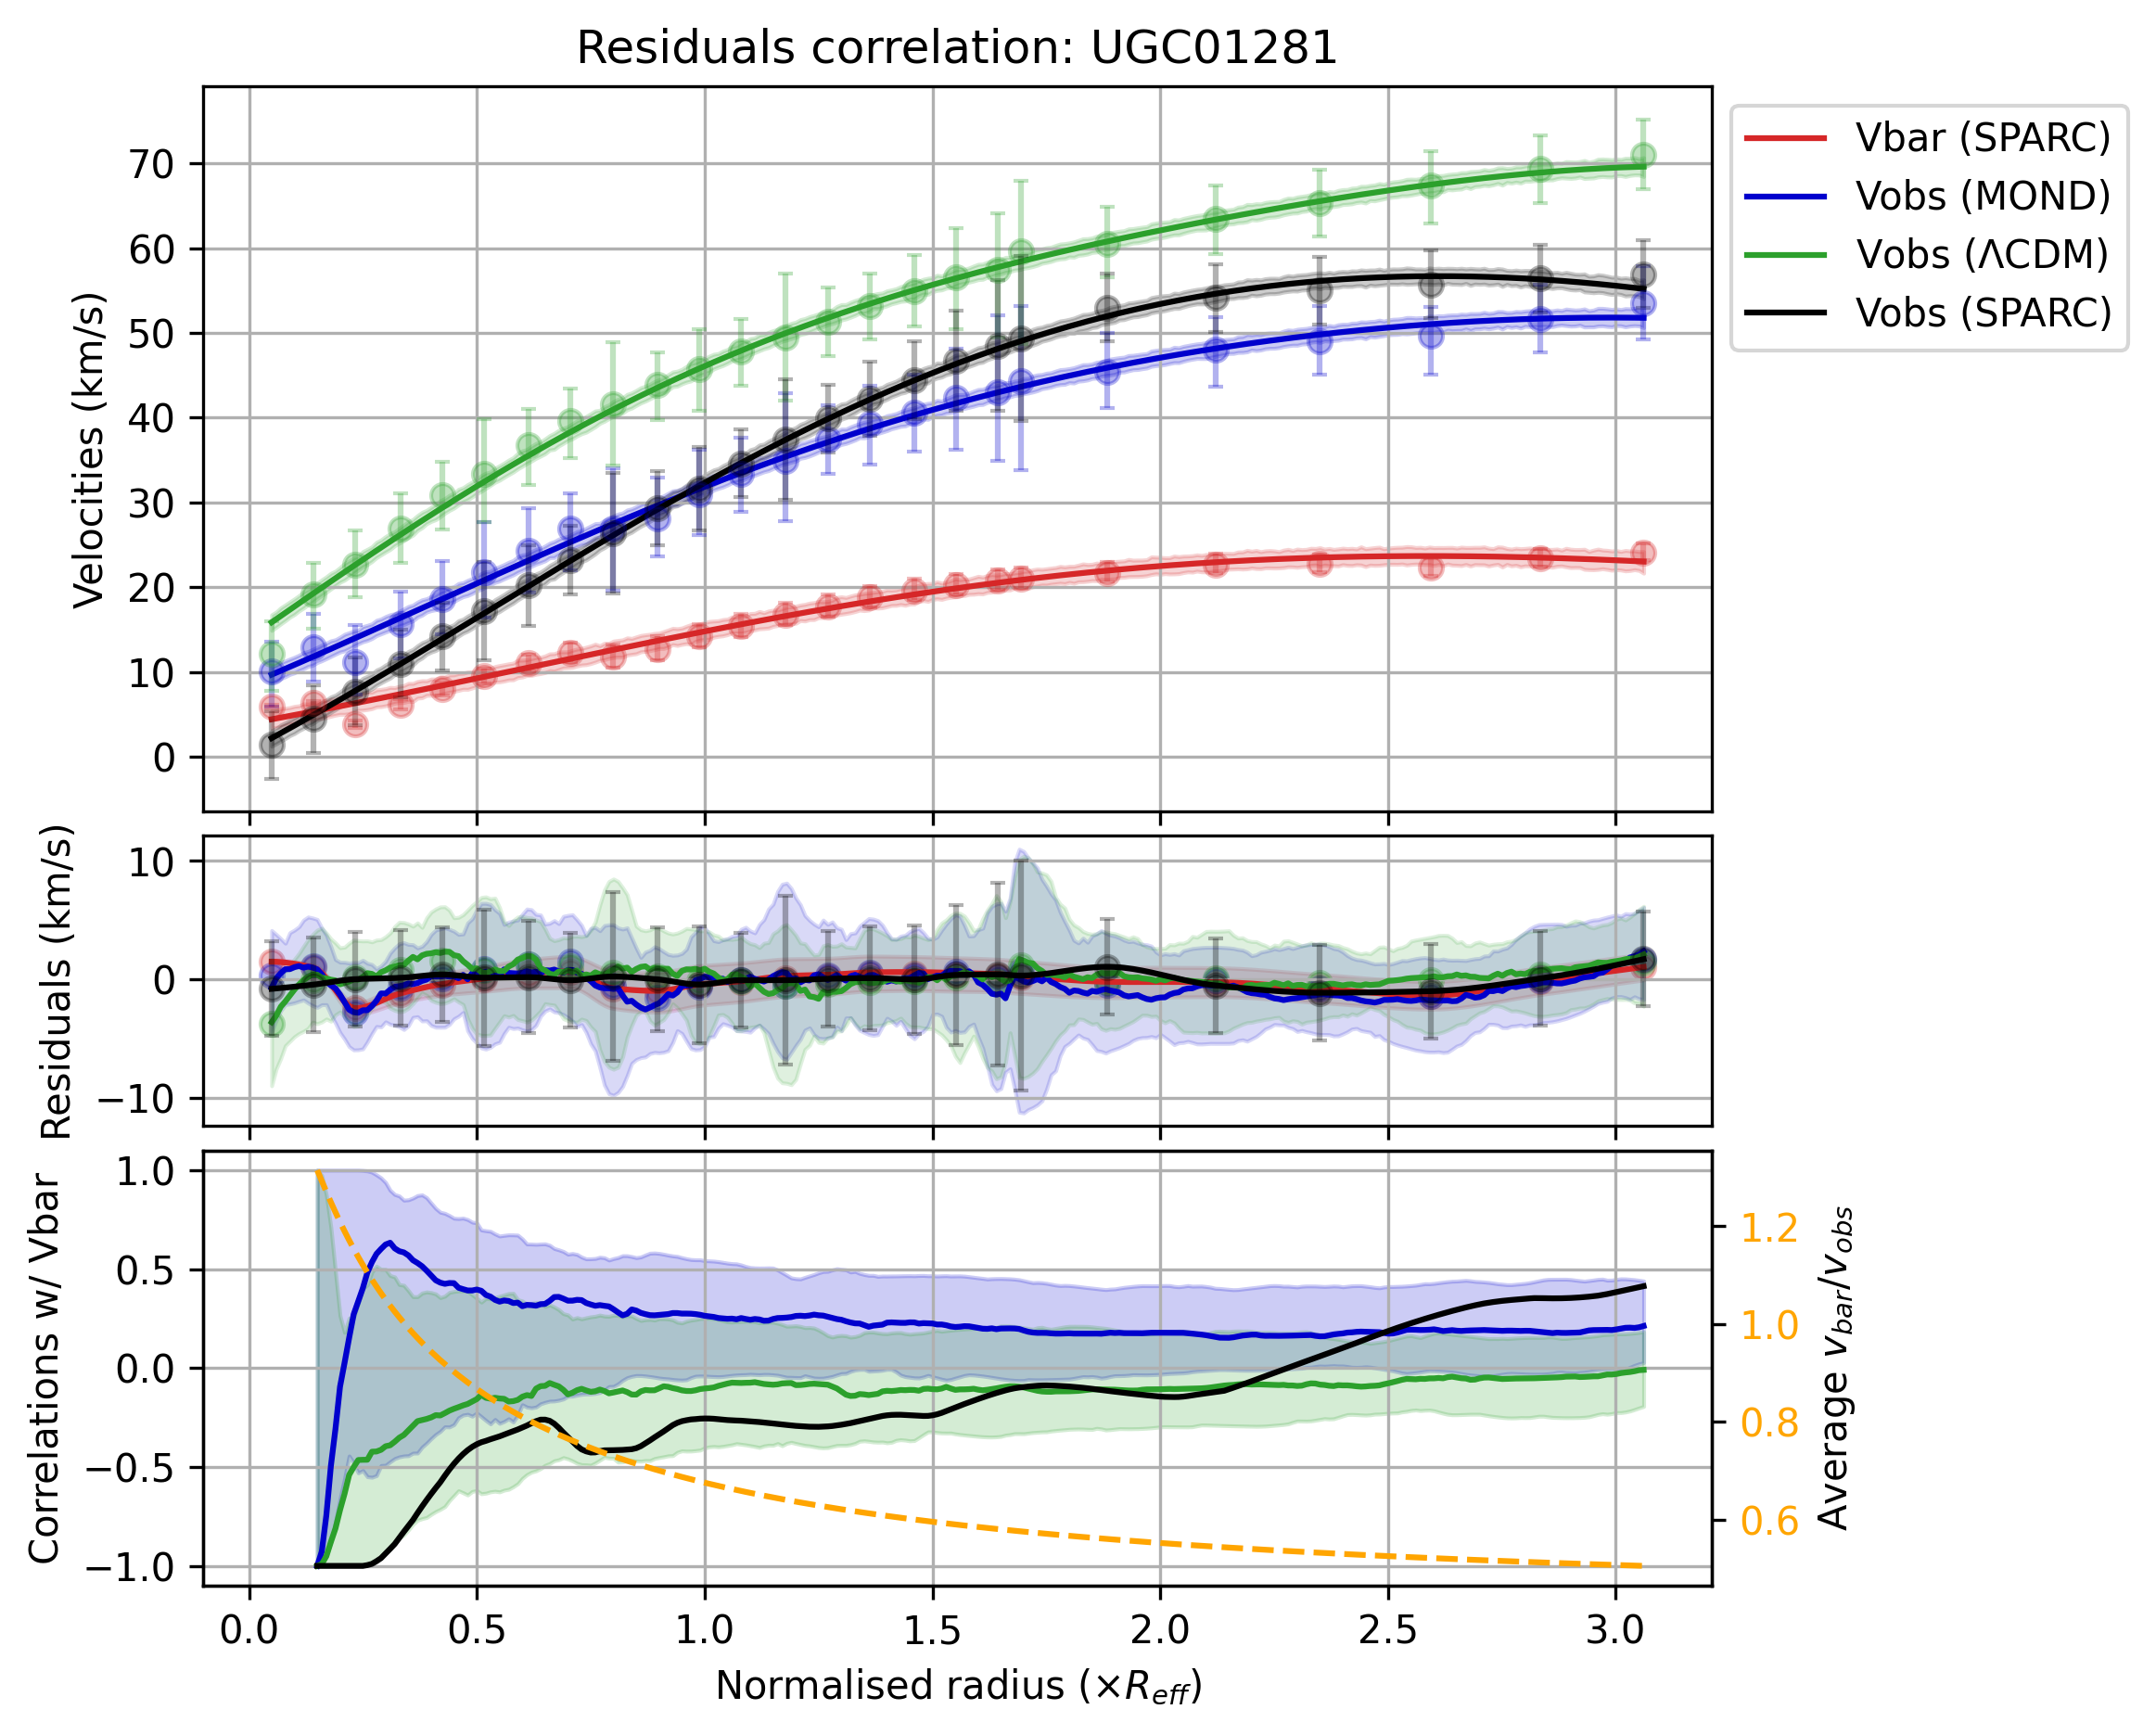 Residuals correlation: UGC01281
Velocities (km/s)
70
60
50
40
30
20
10
0
Vbar (SPARC)
Vobs (MOND)
Vobs (ΛCDM)
Vobs (SPARC)
Residuals (km/s)
10
0
−10
Correlations w/ Vbar
1.0
0.5
0.0
−0.5
−1.0
1.2
1.0
0.8
0.6
Average v_bar/v_obs
0.0 0.5 1.0 1.5 2.0 2.5 3.0
Normalised radius (×R_eff)